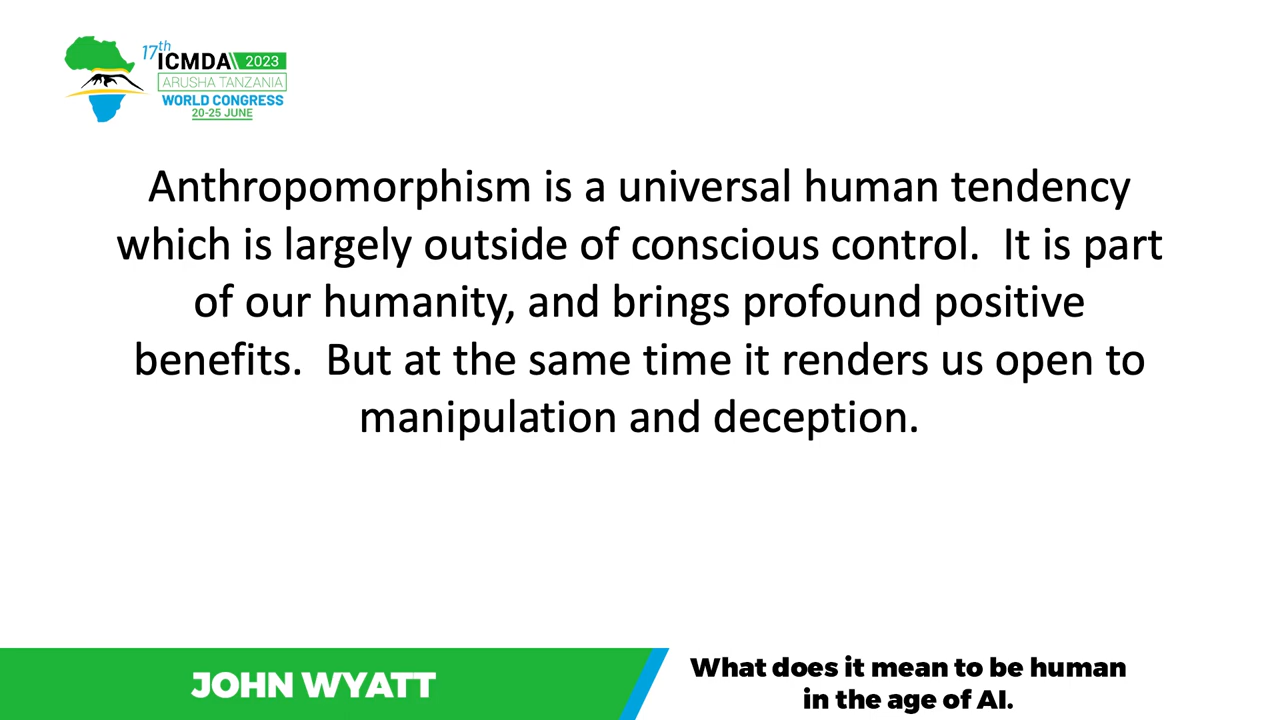 17th
ICMDA 2023
ARUSHA TANZANIA
WORLD CONGRESS
20-25 JUNE
Anthropomorphism is a universal human tendency
which is largely outside of conscious control.  It is part
of our humanity, and brings profound positive
benefits.  But at the same time it renders us open to
manipulation and deception.
JOHN WYATT
What does it mean to be human
in the age of AI.